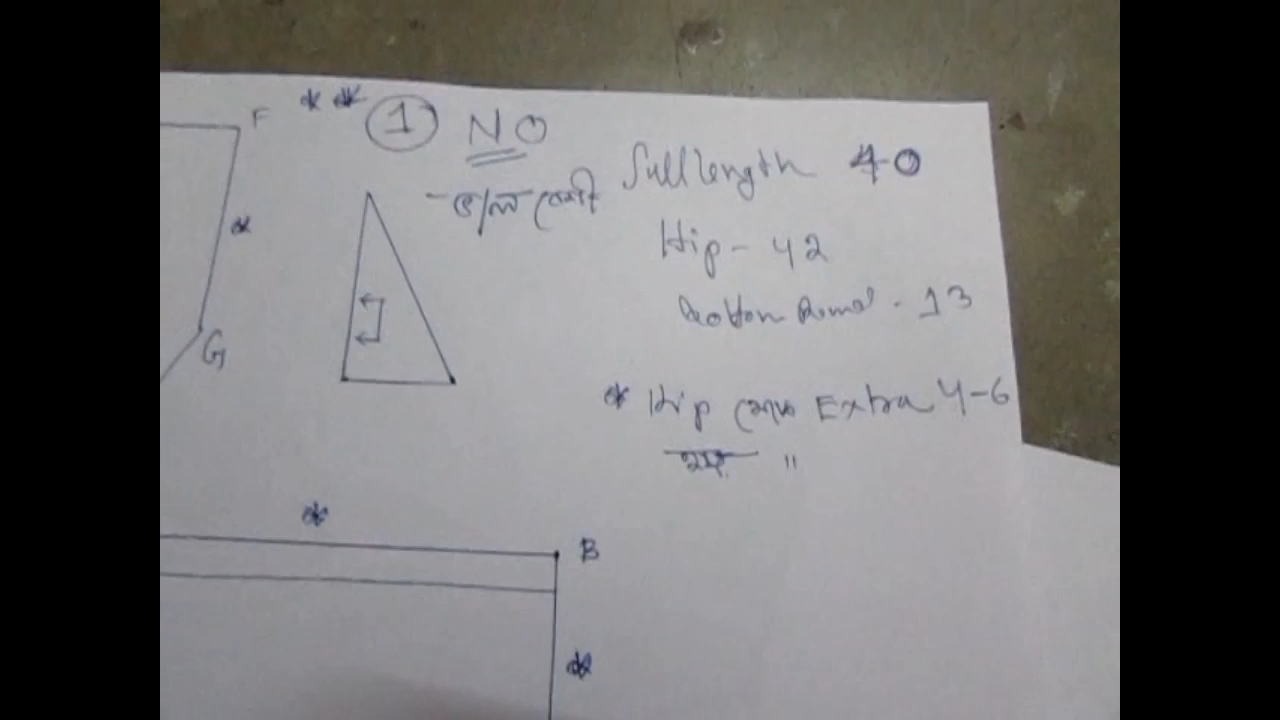 F
** ① NO
Full length 40
Hip - 42
Bottom Round - 13
G
* Hip থেকে Extra 4-6
"
B